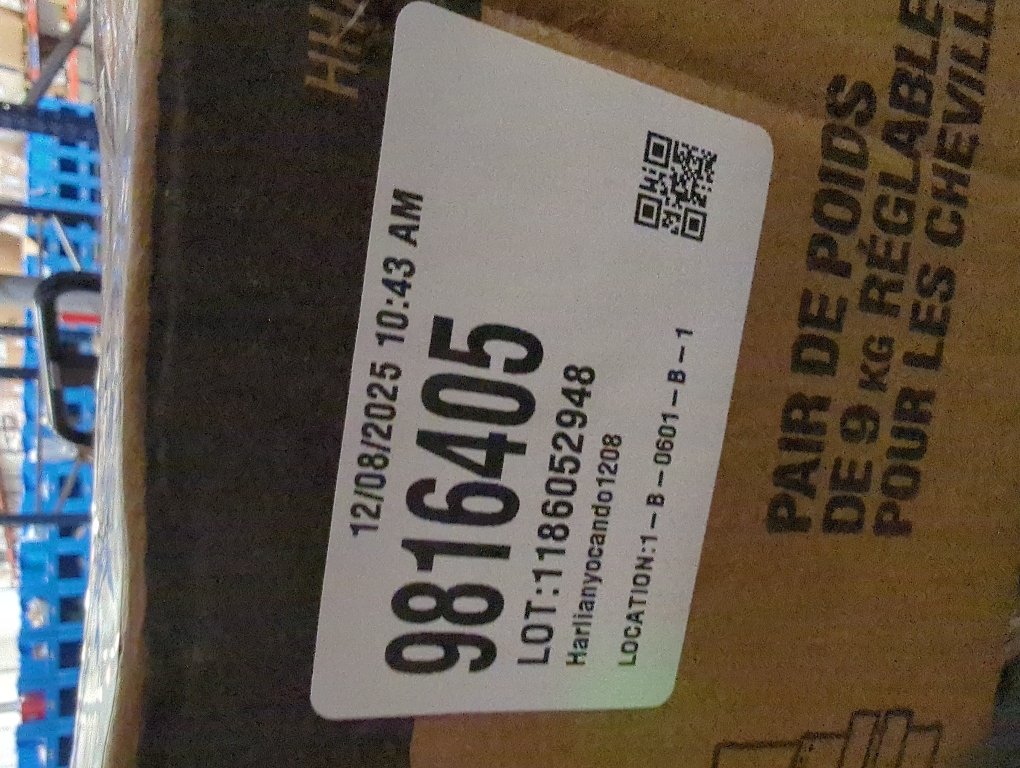 12/08/2025 10:43 AM
9816405
LOT:1186052948
Harlianyocando1208
LOCATION:1-B-0601-B-1
PAIR DE POIDS
DE 9 KG RÉGLABLE
POUR LES CHEVILL